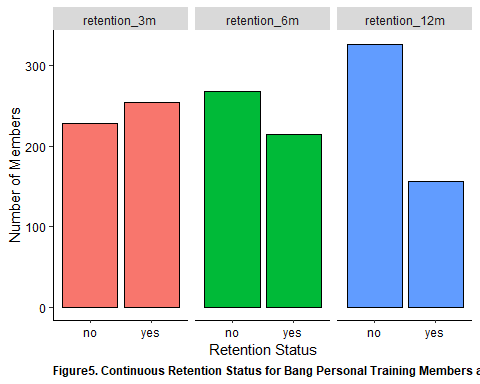 retention_3m retention_6m retention_12m
Number of Members
300
200
100
0
no yes no yes no yes
Retention Status
Figure5. Continuous Retention Status for Bang Personal Training Members a